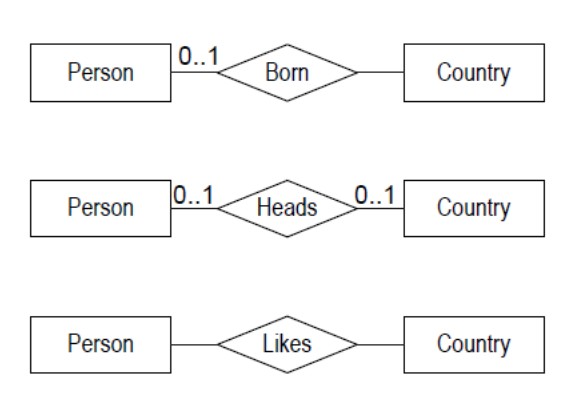 Person 0..1 Born Country
Person 0..1 Heads 0..1 Country
Person Likes Country